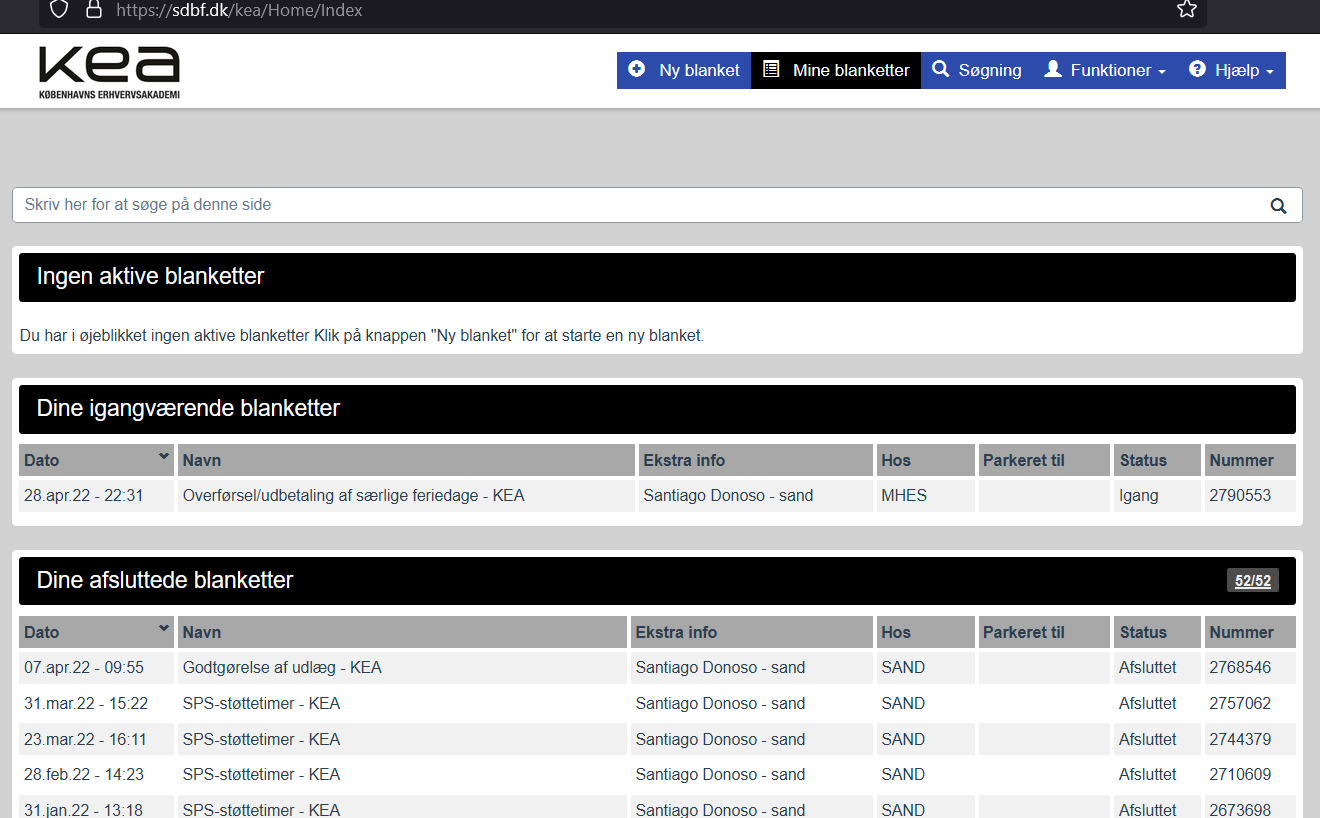 https://sdbf.dk/kea/Home/Index
kea
KØBENHAVNS ERHVERVSAKADEMI
Ny blanket Mine blanketter Søgning Funktioner Hjælp
Skriv her for at søge på denne side
Ingen aktive blanketter
Du har i øjeblikket ingen aktive blanketter Klik på knappen "Ny blanket" for at starte en ny blanket.
Dine igangværende blanketter
Dato Navn Ekstra info Hos Parkeret til Status Nummer
28.apr.22 - 22:31 Overførsel/udbetaling af særlige feriedage - KEA Santiago Donoso - sand MHES Igang 2790553
Dine afsluttede blanketter 52/52
Dato Navn Ekstra info Hos Parkeret til Status Nummer
07.apr.22 - 09:55 Godtgørelse af udlæg - KEA Santiago Donoso - sand SAND Afsluttet 2768546
31.mar.22 - 15:22 SPS-støttetimer - KEA Santiago Donoso - sand SAND Afsluttet 2757062
23.mar.22 - 16:11 SPS-støttetimer - KEA Santiago Donoso - sand SAND Afsluttet 2744379
28.feb.22 - 14:23 SPS-støttetimer - KEA Santiago Donoso - sand SAND Afsluttet 2710609
31.jan.22 - 13:18 SPS-støttetimer - KEA Santiago Donoso - sand SAND Afsluttet 2673698